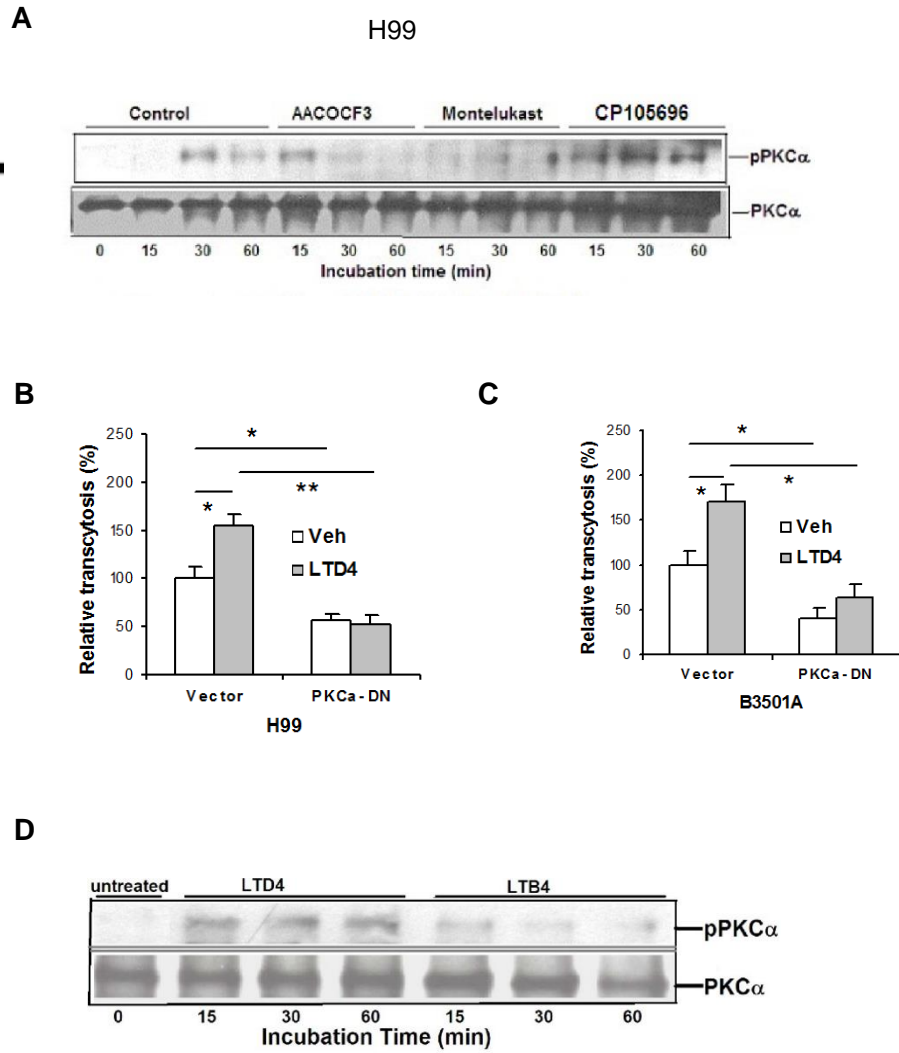 A
H99
Control AACOCF3 Montelukast CP105696
pPKCα
PKCα
0 15 30 60 15 30 60 15 30 60 15 30 60
Incubation time (min)
B
Relative transcytosis (%)
250
200
150
100
50
0
*
**
*
Veh
LTD4
Vector PKCa-DN
H99
C
Relative transcytosis (%)
250
200
150
100
50
0
*
*
*
Veh
LTD4
Vector PKCa-DN
B3501A
D
untreated LTD4 LTB4
pPKCα
PKCα
0 15 30 60 15 30 60
Incubation Time (min)